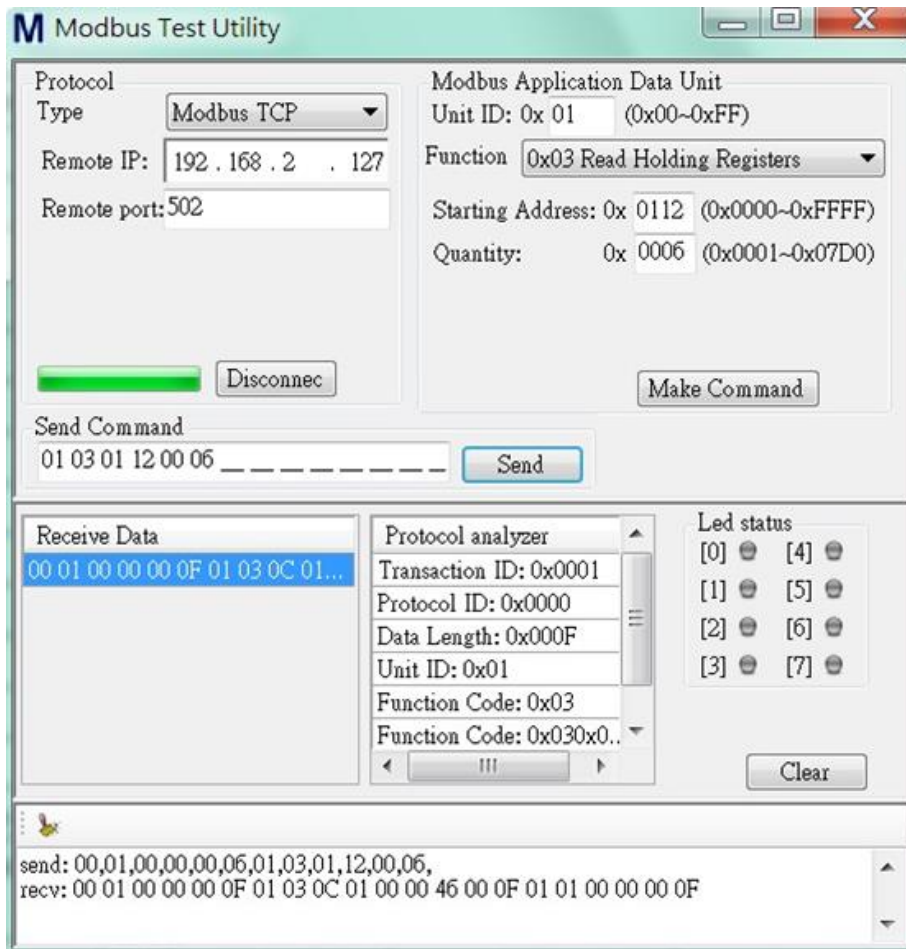 M Modbus Test Utility
Protocol
Type Modbus TCP
Remote IP: 192 . 168 . 2 . 127
Remote port: 502
Disconnec
Modbus Application Data Unit
Unit ID: 0x 01 (0x00~0xFF)
Function 0x03 Read Holding Registers
Starting Address: 0x 0112 (0x0000~0xFFFF)
Quantity: 0x 0006 (0x0001~0x07D0)
Make Command
Send Command
01 03 01 12 00 06 _ _ _ _ _ _ _ _ Send
Receive Data
00 01 00 00 00 0F 01 03 0C 01...
Protocol analyzer
Transaction ID: 0x0001
Protocol ID: 0x0000
Data Length: 0x000F
Unit ID: 0x01
Function Code: 0x03
Function Code: 0x030x0..
Led status
[0] [4]
[1] [5]
[2] [6]
[3] [7]
Clear
send: 00,01,00,00,00,06,01,03,01,12,00,06,
recv: 00 01 00 00 00 0F 01 03 0C 01 00 00 46 00 0F 01 01 00 00 00 0F